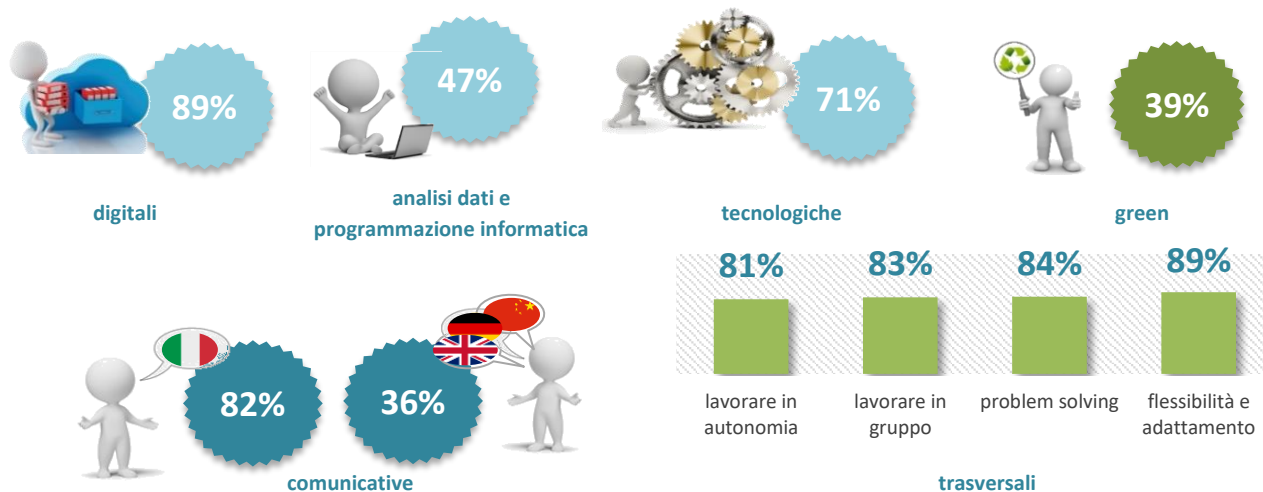 89%
47%
71%
39%
digitali
analisi dati e
programmazione informatica
tecnologiche
green
82%
36%
comunicative
81%
83%
84%
89%
lavorare in
autonomia
lavorare in
gruppo
problem solving
flessibilità e
adattamento
trasversali